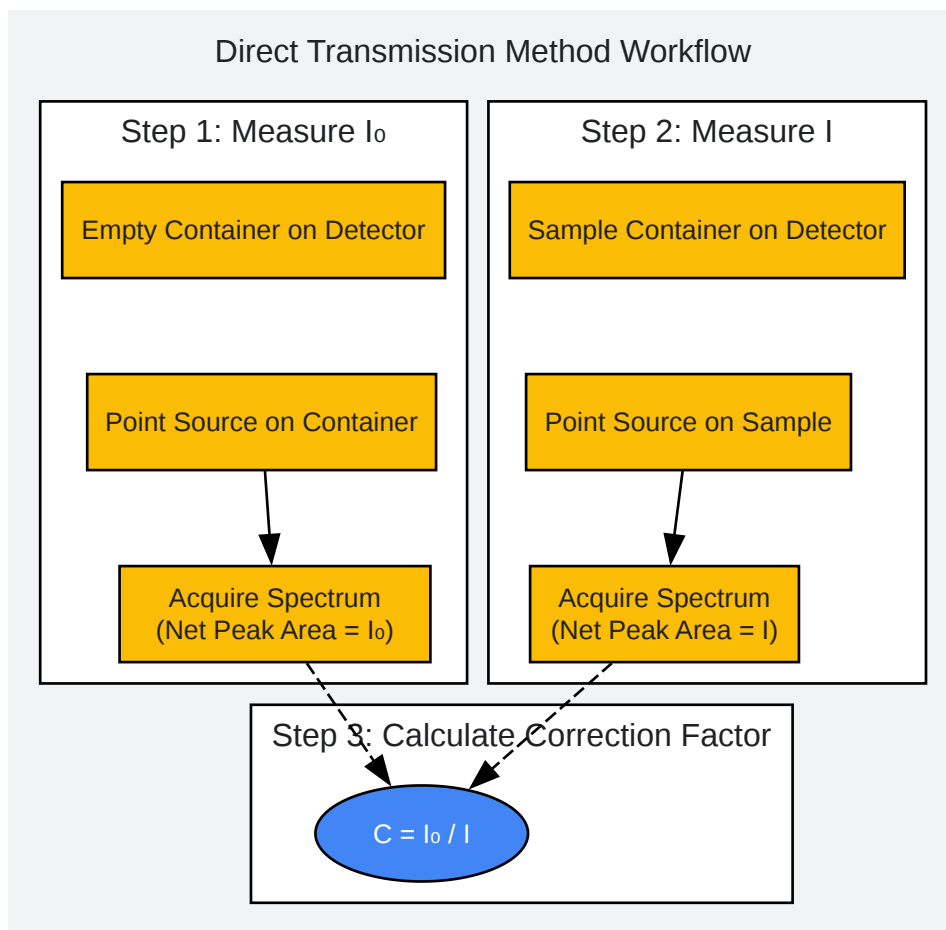 Direct Transmission Method Workflow
Step 1: Measure I₀
Empty Container on Detector
Point Source on Container
Acquire Spectrum
(Net Peak Area = I₀)
Step 2: Measure I
Sample Container on Detector
Point Source on Sample
Acquire Spectrum
(Net Peak Area = I)
Step 3: Calculate Correction Factor
C = I₀ / I